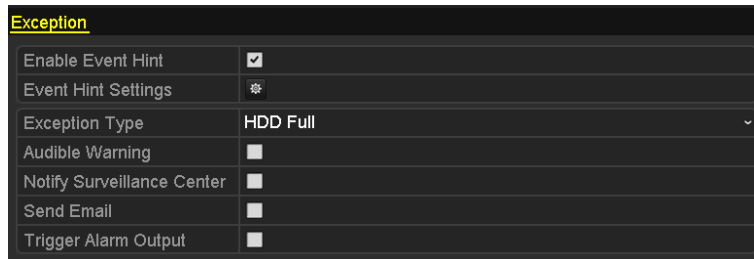 Exception
Enable Event Hint
Event Hint Settings
Exception Type HDD Full
Audible Warning
Notify Surveillance Center
Send Email
Trigger Alarm Output